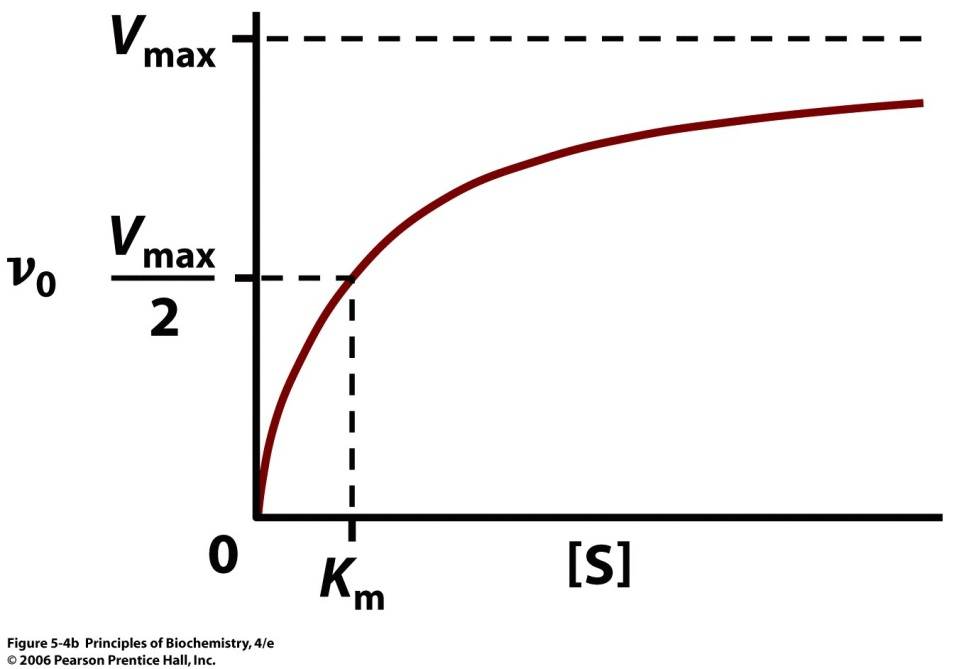 Vmax
Vmax
2
ν0
0
Km
[S]
Figure 5-4b Principles of Biochemistry, 4/e
© 2006 Pearson Prentice Hall, Inc.